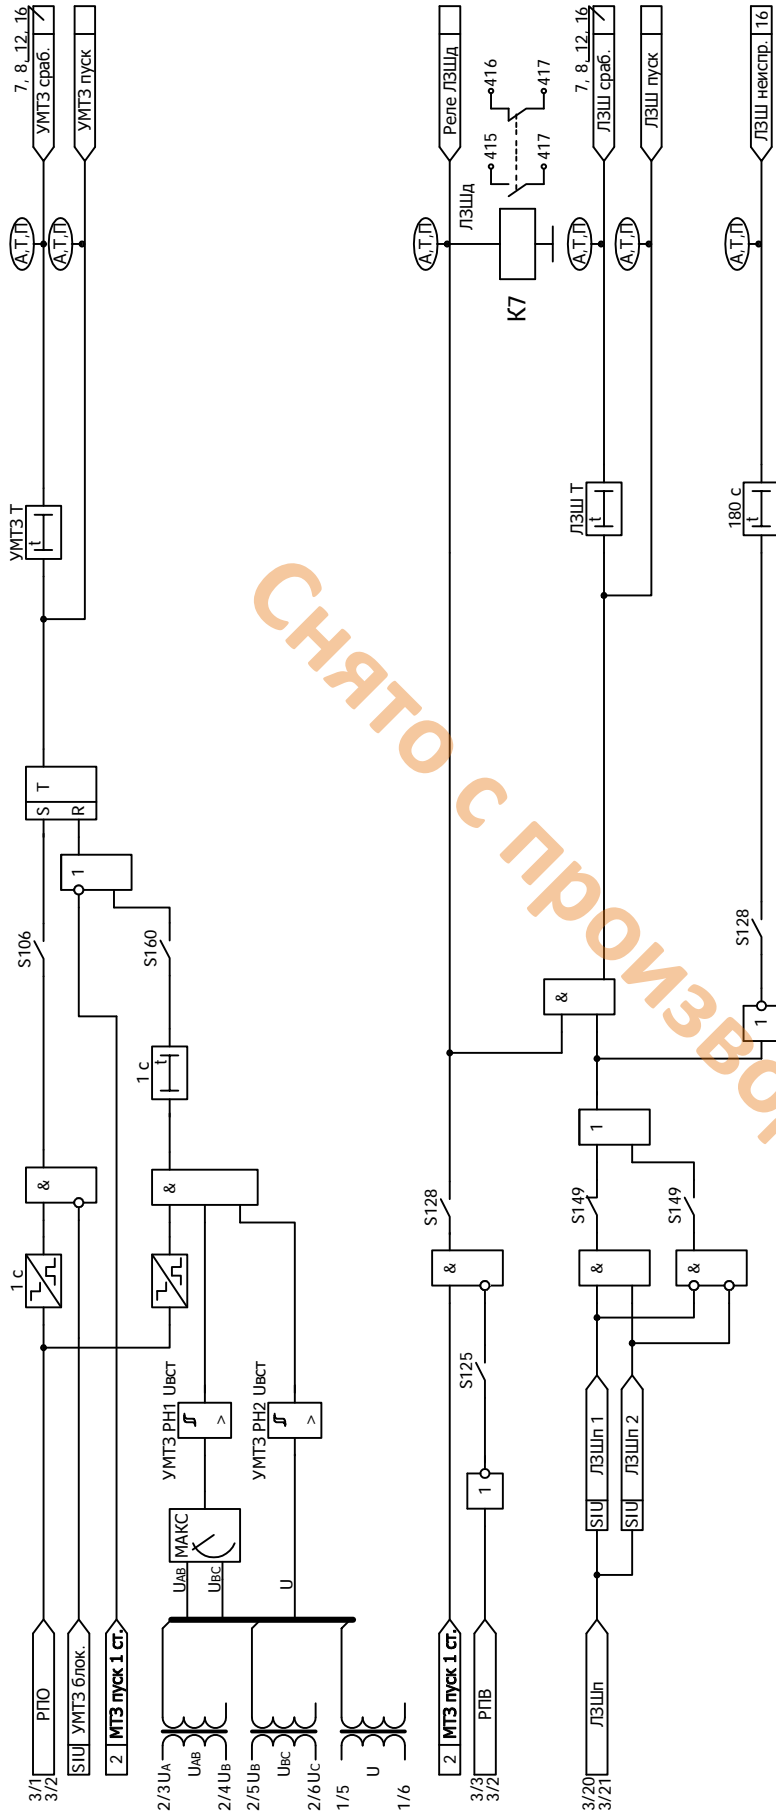 7, 8, 12, 16
УМТЗ сраб.
УМТЗ пуск
А,Т,П
А,Т,П
УМТЗ Т
t
S T
R
1
S106
S160
1 с
t
&
1 с
&
УМТЗ РН1 UВСТ
>
УМТЗ РН2 UВСТ
>
МАКС
UAB
UBC
U
РПО
3/1
3/2
SIU УМТЗ блок.
2 МТЗ пуск 1 ст.
2/3 UA
UAB
2/4 UB
2/5 UB
UBC
2/6 UC
1/5
U
1/6
Реле ЛЗШд
А,Т,П
ЛЗШд
415
417
416
417
К7
7, 8, 12, 16
ЛЗШ сраб.
ЛЗШ пуск
А,Т,П
А,Т,П
ЛЗШ Т
t
ЛЗШ неиспр. 16
А,Т,П
180 с
t
S128
1
&
1
S128
&
S125
1
S149
S149
&
&
SIU ЛЗШп 1
SIU ЛЗШп 2
2 МТЗ пуск 1 ст.
РПВ
3/3
3/2
ЛЗШп
3/20
3/21
Снято с произво